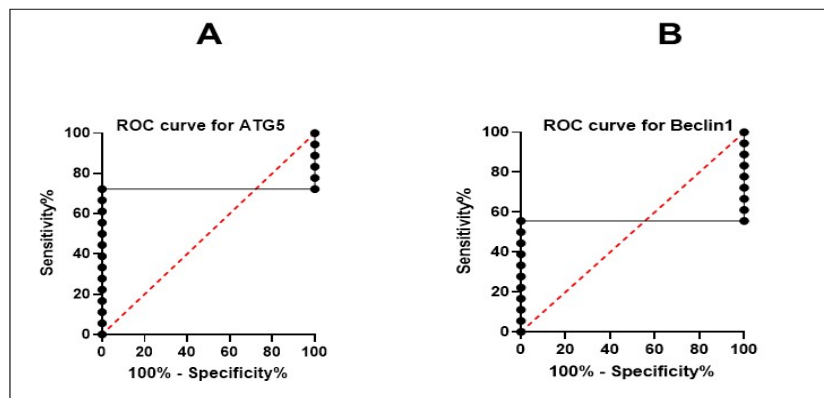 A
B
ROC curve for ATG5
100
80
60
40
20
0
Sensitivity%
0 20 40 60 80 100
100% - Specificity%
ROC curve for Beclin1
100
80
60
40
20
0
Sensitivity%
0 20 40 60 80 100
100% - Specificity%